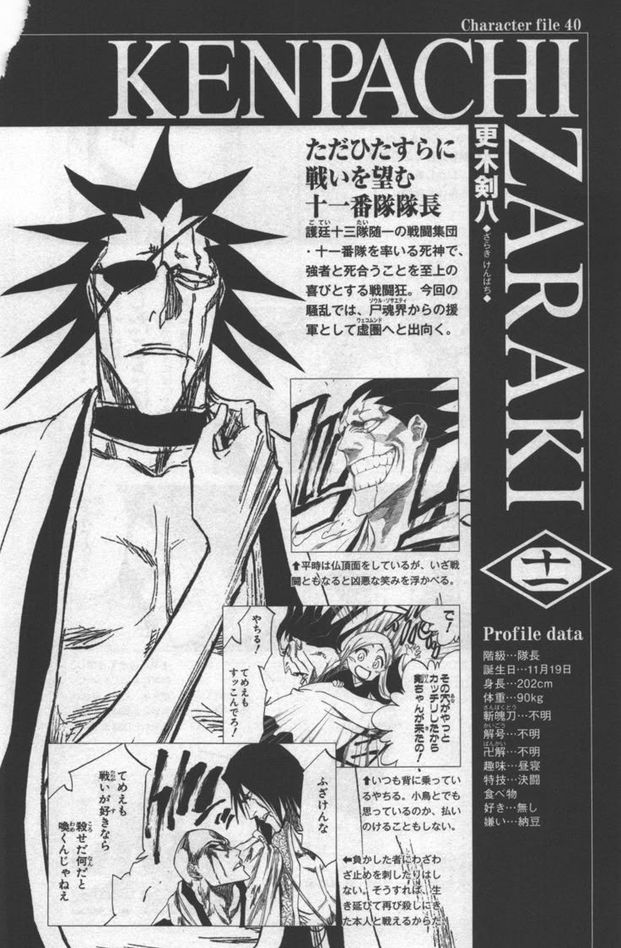 Character file 40
KENPACHI
ZARAKI
更木剣八
◆ざらき けんぱち◆
ただひたすらに
戦いを望む
十一番隊隊長
護廷十三隊随一の戦闘集団
・十一番隊を率いる死神で、
強者と死合うことを至上の
喜びとする戦闘狂。今回の
騒乱では、尸魂界からの援
軍として虚圏へと出向く。
⬆平時は仏頂面をしているが、いざ戦
闘ともなると凶悪な笑みを浮かべる。
十一
Profile data
階級…隊長
誕生日…11月19日
身長…202cm
体重…90kg
斬魄刀…不明
解号…不明
卍解…不明
趣味…昼寝
特技…決闘
食べ物
好き…無し
嫌い…納豆
で!
その穴がやっと
カッチリしたから
剣ちゃんが来たの!
やちる!
てめえも
すッこんでろ!
⬆いつも背に乗ってい
るやちる。小鳥とでも
思っているのか、払い
のけることもしない。
ふざけんな
てめえも
戦いが好きなら
殺せだ何だと
喚くんじゃねえ
⬅負かした者にわざわ
ざ止めを刺したりはし
ない。そうすれば、生
き延びて再び殺しにき
た本人と戦えるからだ。